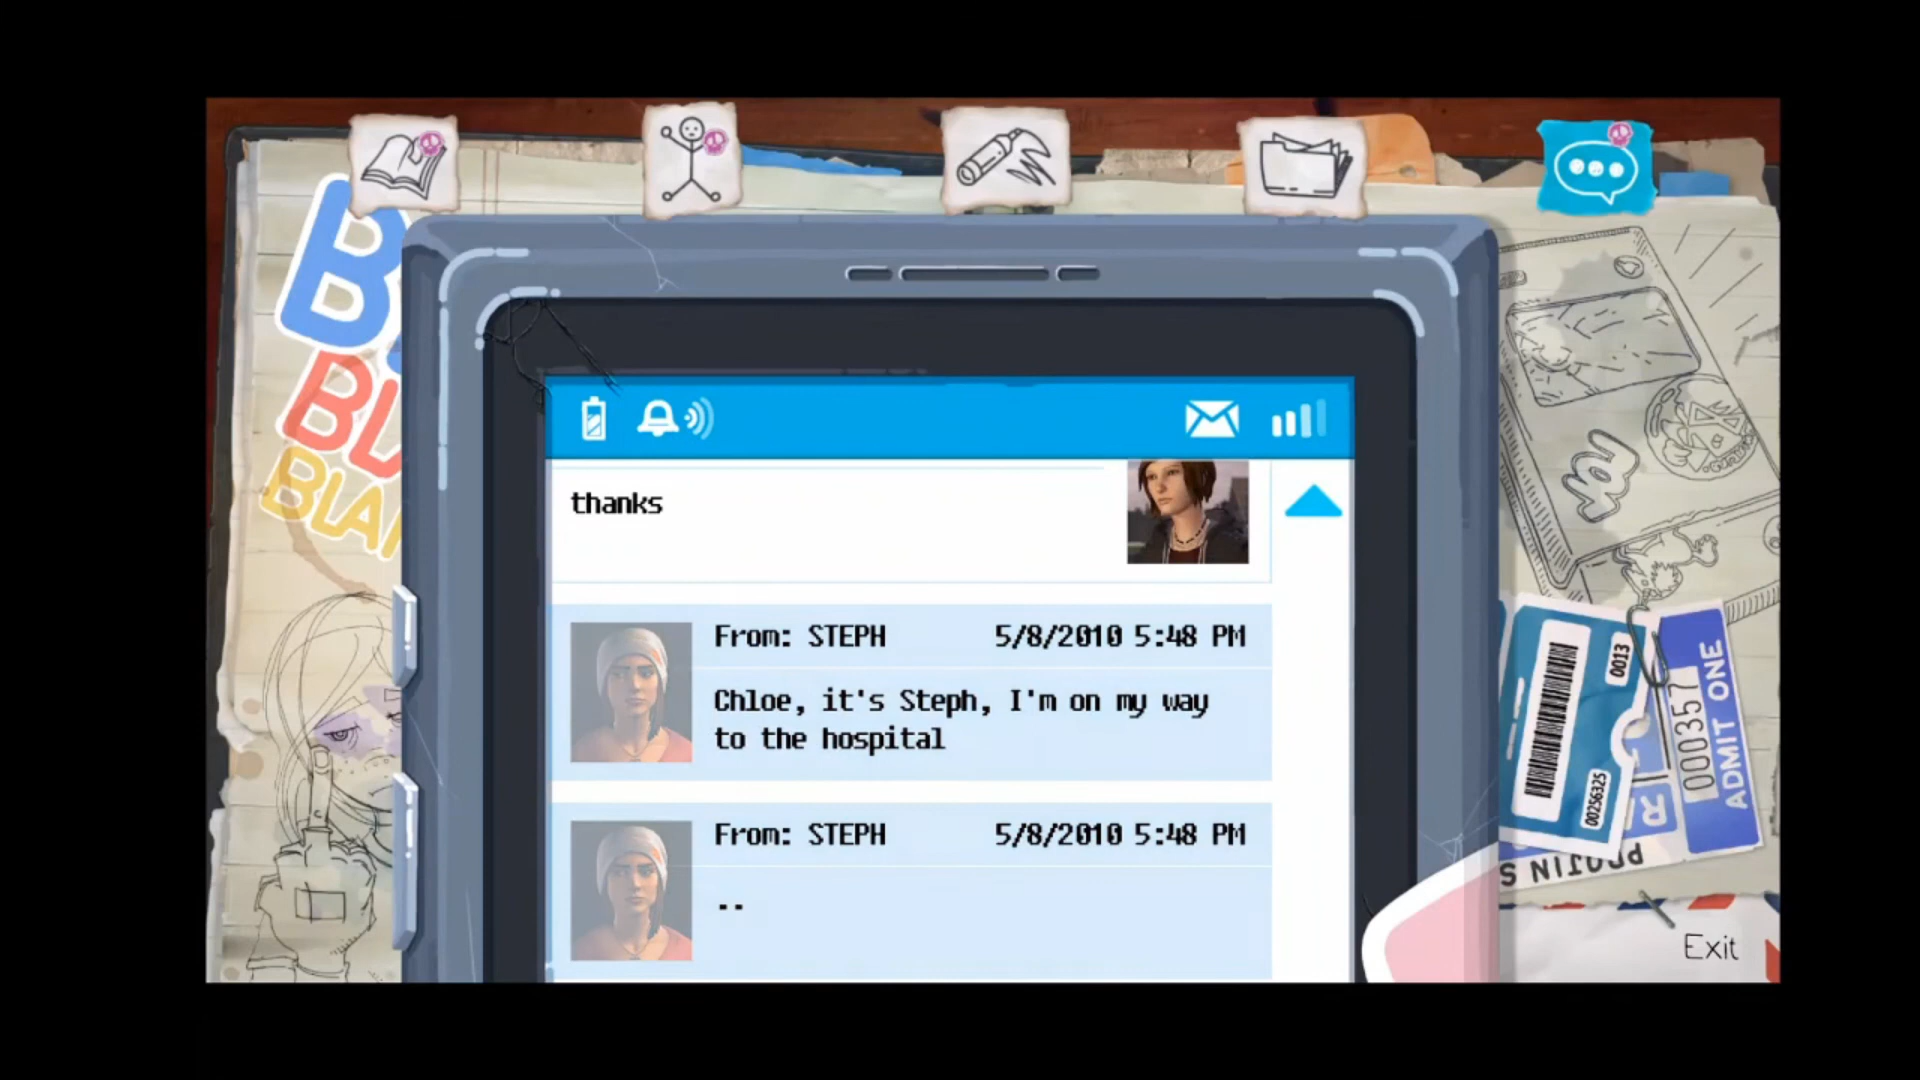 thanks
From: STEPH 5/8/2010 5:48 PM
Chloe, it's Steph, I'm on my way
to the hospital
From: STEPH 5/8/2010 5:48 PM
..
0013
00256325
000357
ADMIT ONE
Exit